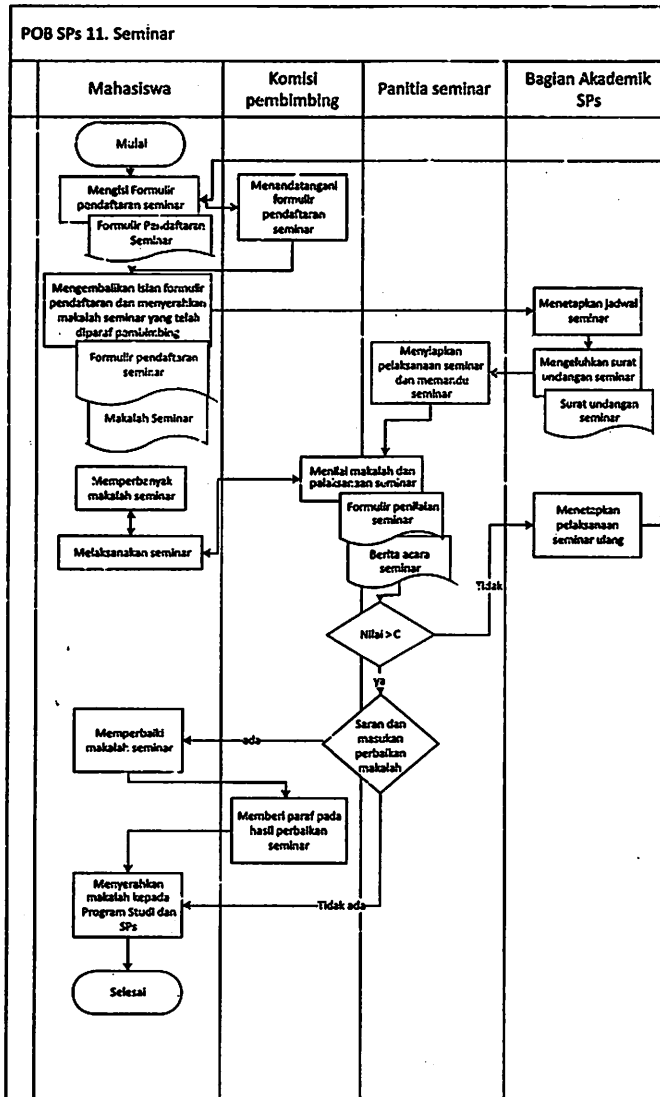 POB SPs 11. Seminar
Mahasiswa
Komisi
pembimbing
Panitia seminar
Bagian Akademik
SPs
Mulai
Mengisi Formulir
pendaftaran seminar
Formulir Pendaftaran
Seminar
Menandatangani
formulir
pendaftaran
seminar
Mengembalikan isian formulir
pendaftaran dan menyerahkan
makalah seminar yang telah
diparaf pembimbing
Formulir pendaftaran
seminar
Makalah Seminar
Menetapkan jadwal
seminar
Mengeluhkan surat
undangan seminar
Surat undangan
seminar
Menyiapkan
pelaksanaan seminar
dan memandu
seminar
Memperbanyak
makalah seminar
Melaksanakan seminar
Menilai makalah dan
palaksanaan seminar
Formulir penilaian
seminar
Berita acara
seminar
Menetapkan
pelaksanaan
seminar ulang
Tidak
Nilai > C
ya
Saran dan
masukan
perbaikan
makalah
ada
Memperbaiki
makalah seminar
Memberi paraf pada
hasil perbaikan
seminar
Tidak ada
Menyerahkan
makalah kepada
Program Studi dan
SPs
Selesai